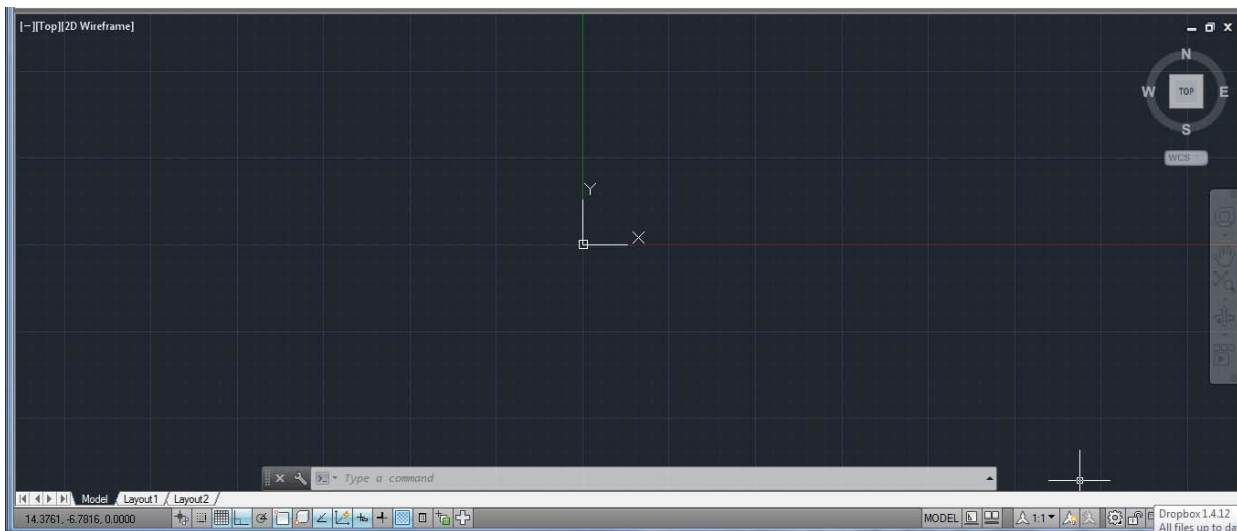 [−][Top][2D Wireframe]
N
W TOP E
S
WCS
Y
X
Type a command
Model Layout1 Layout2
14.3761, -6.7816, 0.0000
MODEL 1:1
Dropbox 1.4.12
All files up to da